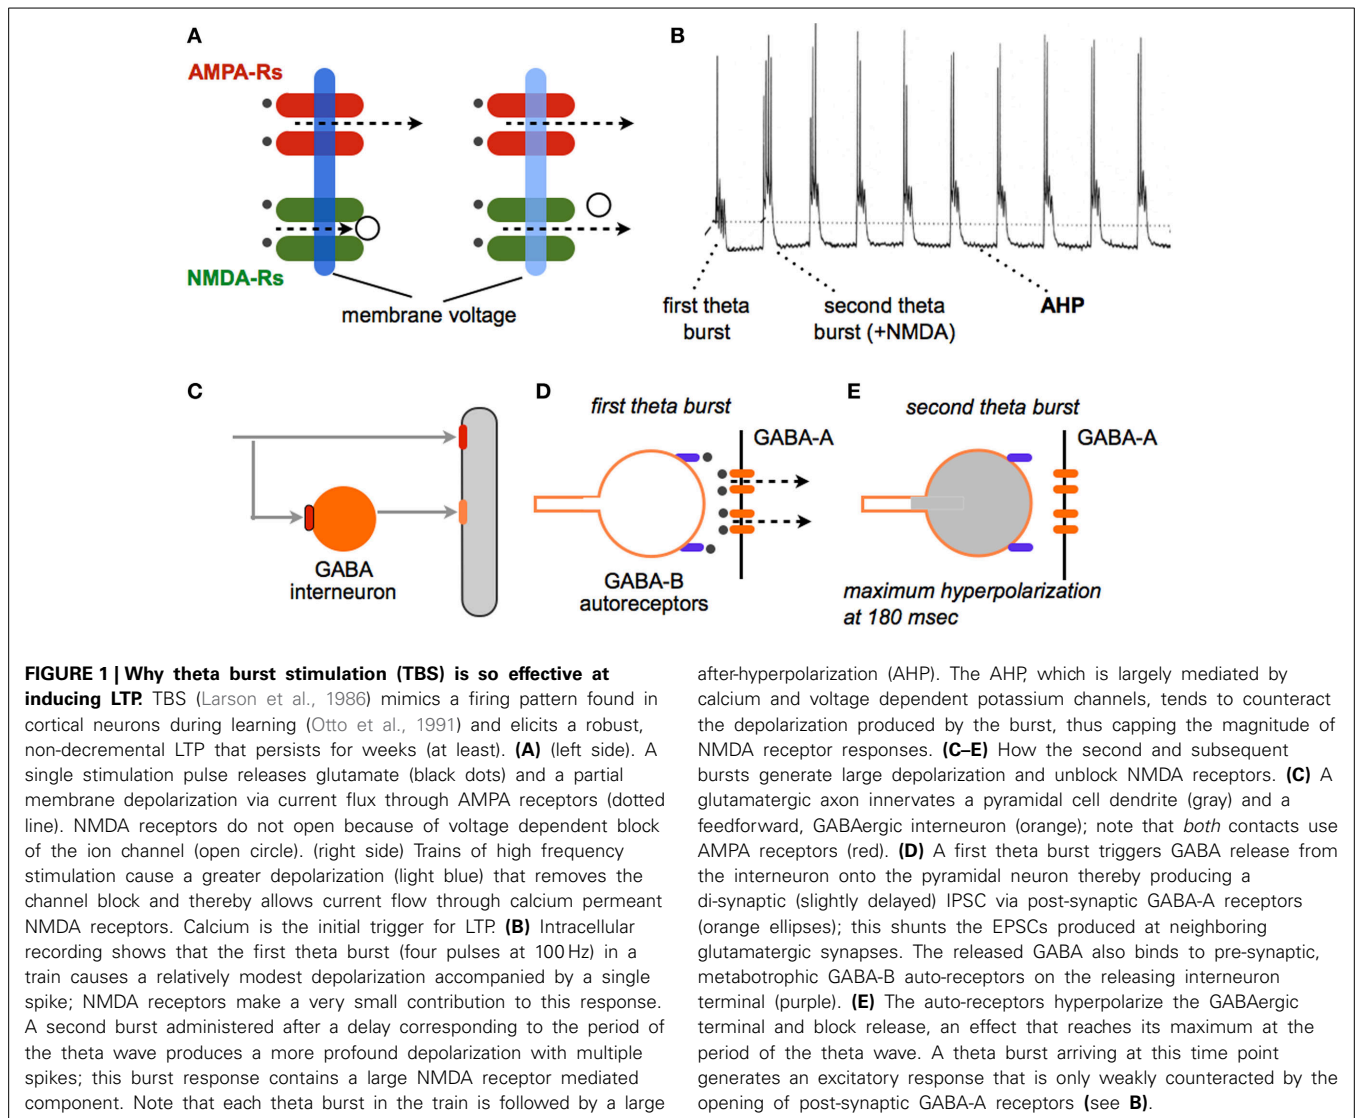 A
AMPA-Rs
NMDA-Rs
membrane voltage
B
first theta
burst
second theta
burst (+NMDA)
AHP
C
GABA
interneuron
D
first theta burst
GABA-A
GABA-B
autoreceptors
E
second theta burst
GABA-A
maximum hyperpolarization
at 180 msec
FIGURE 1 | Why theta burst stimulation (TBS) is so effective at
inducing LTP. TBS (Larson et al., 1986) mimics a firing pattern found in
cortical neurons during learning (Otto et al., 1991) and elicits a robust,
non-decremental LTP that persists for weeks (at least). (A) (left side). A
single stimulation pulse releases glutamate (black dots) and a partial
membrane depolarization via current flux through AMPA receptors (dotted
line). NMDA receptors do not open because of voltage dependent block
of the ion channel (open circle). (right side) Trains of high frequency
stimulation cause a greater depolarization (light blue) that removes the
channel block and thereby allows current flow through calcium permeant
NMDA receptors. Calcium is the initial trigger for LTP. (B) Intracellular
recording shows that the first theta burst (four pulses at 100 Hz) in a
train causes a relatively modest depolarization accompanied by a single
spike; NMDA receptors make a very small contribution to this response.
A second burst administered after a delay corresponding to the period of
the theta wave produces a more profound depolarization with multiple
spikes; this burst response contains a large NMDA receptor mediated
component. Note that each theta burst in the train is followed by a large
after-hyperpolarization (AHP). The AHP, which is largely mediated by
calcium and voltage dependent potassium channels, tends to counteract
the depolarization produced by the burst, thus capping the magnitude of
NMDA receptor responses. (C–E) How the second and subsequent
bursts generate large depolarization and unblock NMDA receptors. (C) A
glutamatergic axon innervates a pyramidal cell dendrite (gray) and a
feedforward, GABAergic interneuron (orange); note that both contacts use
AMPA receptors (red). (D) A first theta burst triggers GABA release from
the interneuron onto the pyramidal neuron thereby producing a
di-synaptic (slightly delayed) IPSC via post-synaptic GABA-A receptors
(orange ellipses); this shunts the EPSCs produced at neighboring
glutamatergic synapses. The released GABA also binds to pre-synaptic,
metabotrophic GABA-B auto-receptors on the releasing interneuron
terminal (purple). (E) The auto-receptors hyperpolarize the GABAergic
terminal and block release, an effect that reaches its maximum at the
period of the theta wave. A theta burst arriving at this time point
generates an excitatory response that is only weakly counteracted by the
opening of post-synaptic GABA-A receptors (see B).